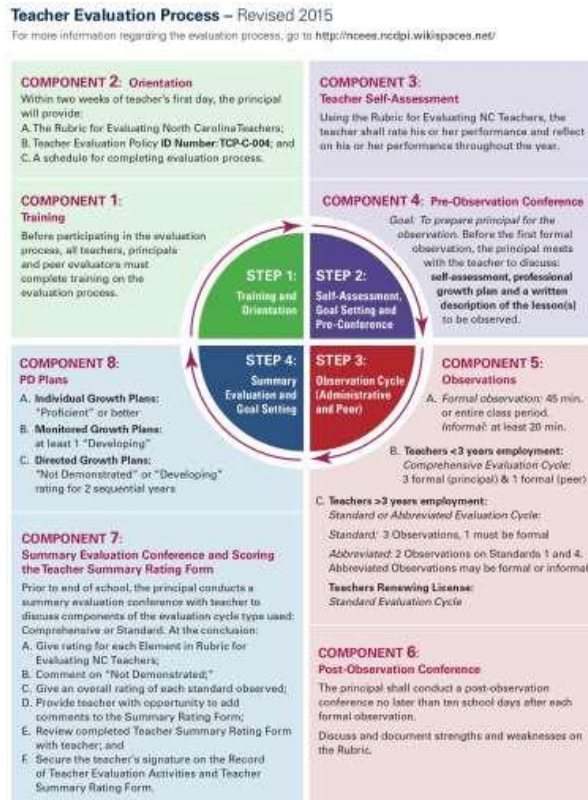 Teacher Evaluation Process – Revised 2015
For more information regarding the evaluation process, go to http://ncees.ncdpi.wikispaces.net/
COMPONENT 2: Orientation
Within two weeks of teacher's first day, the principal
will provide:
A. The Rubric for Evaluating North Carolina Teachers;
B. Teacher Evaluation Policy ID Number: TCP-C-004; and
C. A schedule for completing evaluation process.
COMPONENT 1:
Training
Before participating in the evaluation
process, all teachers, principals
and peer evaluators must
complete training on the
evaluation process.
COMPONENT 3:
Teacher Self-Assessment
Using the Rubric for Evaluating NC Teachers, the
teacher shall rate his or her performance and reflect
on his or her performance throughout the year.
COMPONENT 4: Pre-Observation Conference
Goal: To prepare principal for the
observation. Before the first formal
observation, the principal meets
with the teacher to discuss:
self-assessment, professional
growth plan and a written
description of the lesson(s)
to be observed.
STEP 1:
Training and
Orientation
STEP 2:
Self-Assessment,
Goal Setting and
Pre-Conference
STEP 4:
Summary
Evaluation and
Goal Setting
STEP 3:
Observation Cycle
(Administrative
and Peer)
COMPONENT 5:
Observations
A. Formal observation: 45 min.
or entire class period.
Informal: at least 20 min.
B. Teachers <3 years employment:
Comprehensive Evaluation Cycle:
3 formal (principal) & 1 formal (peer)
C. Teachers >3 years employment:
Standard or Abbreviated Evaluation Cycle:
Standard: 3 Observations, 1 must be formal
Abbreviated: 2 Observations on Standards 1 and 4.
Abbreviated Observations may be formal or informal
Teachers Renewing License:
Standard Evaluation Cycle
COMPONENT 6:
Post-Observation Conference
The principal shall conduct a post-observation
conference no later than ten school days after each
formal observation.
Discuss and document strengths and weaknesses on
the Rubric.
COMPONENT 8:
PD Plans
A. Individual Growth Plans:
"Proficient" or better
B. Monitored Growth Plans:
at least 1 "Developing"
C. Directed Growth Plans:
"Not Demonstrated" or "Developing"
rating for 2 sequential years
COMPONENT 7:
Summary Evaluation Conference and Scoring
the Teacher Summary Rating Form
Prior to end of school, the principal conducts a
summary evaluation conference with teacher to
discuss components of the evaluation cycle type used:
Comprehensive or Standard. At the conclusion:
A. Give rating for each Element in Rubric for
Evaluating NC Teachers;
B. Comment on "Not Demonstrated;"
C. Give an overall rating of each standard observed;
D. Provide teacher with opportunity to add
comments to the Summary Rating Form;
E. Review completed Teacher Summary Rating Form
with teacher; and
F. Secure the teacher's signature on the Record
of Teacher Evaluation Activities and Teacher
Summary Rating Form.